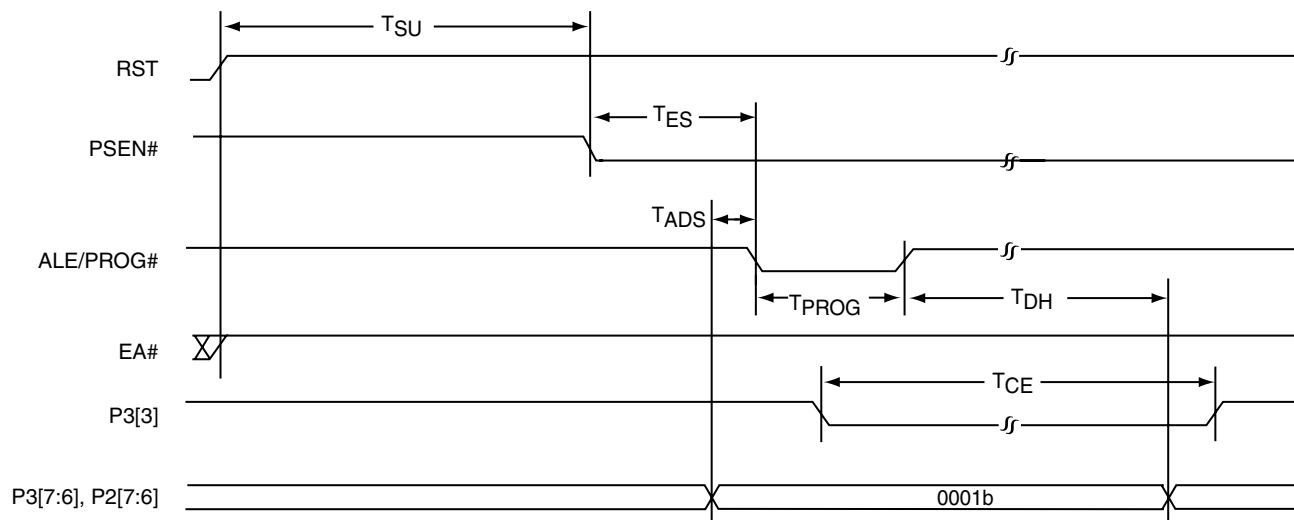 TSU
RST
TES
PSEN#
TADS
ALE/PROG#
TPROG
TDH
EA#
TCE
P3[3]
P3[7:6], P2[7:6]
0001b